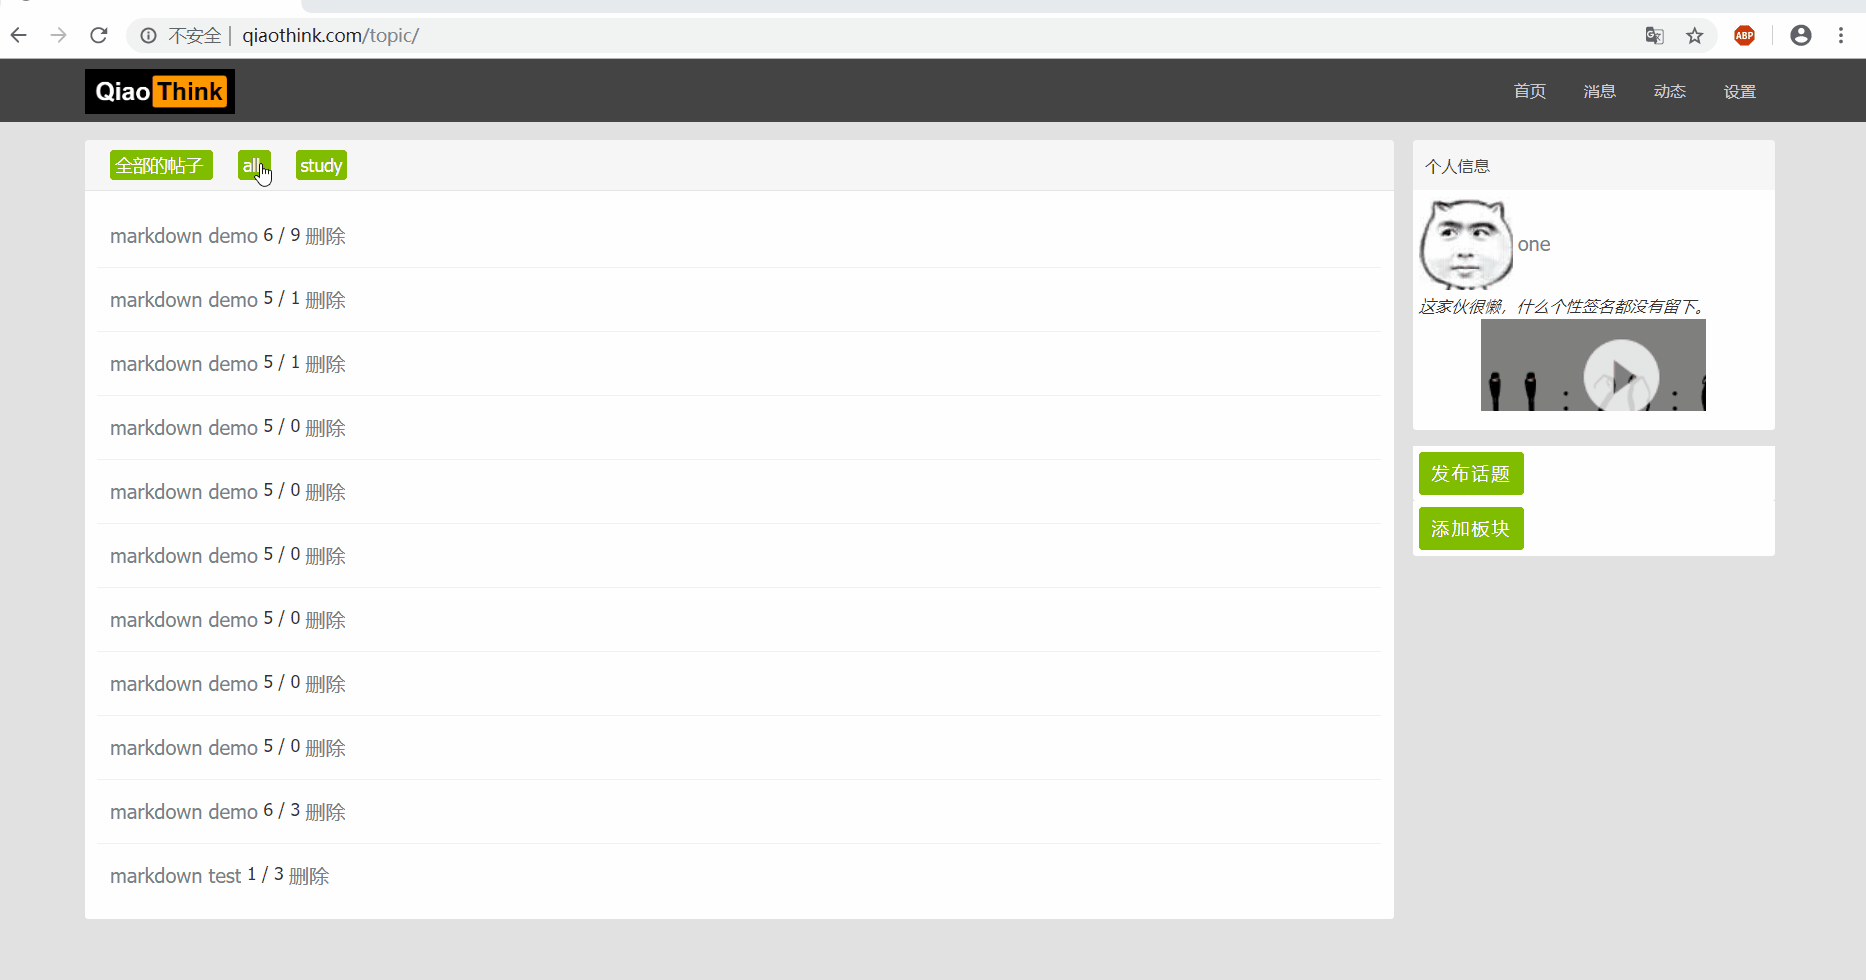 不安全 | qiaothink.com/topic/
ABP
Qiao Think
首页 消息 动态 设置
全部的帖子 all study
markdown demo 6 / 9 删除
markdown demo 5 / 1 删除
markdown demo 5 / 1 删除
markdown demo 5 / 0 删除
markdown demo 5 / 0 删除
markdown demo 5 / 0 删除
markdown demo 5 / 0 删除
markdown demo 5 / 0 删除
markdown demo 5 / 0 删除
markdown demo 6 / 3 删除
markdown test 1 / 3 删除
个人信息
one
这家伙很懒，什么个性签名都没有留下。
发布话题
添加板块